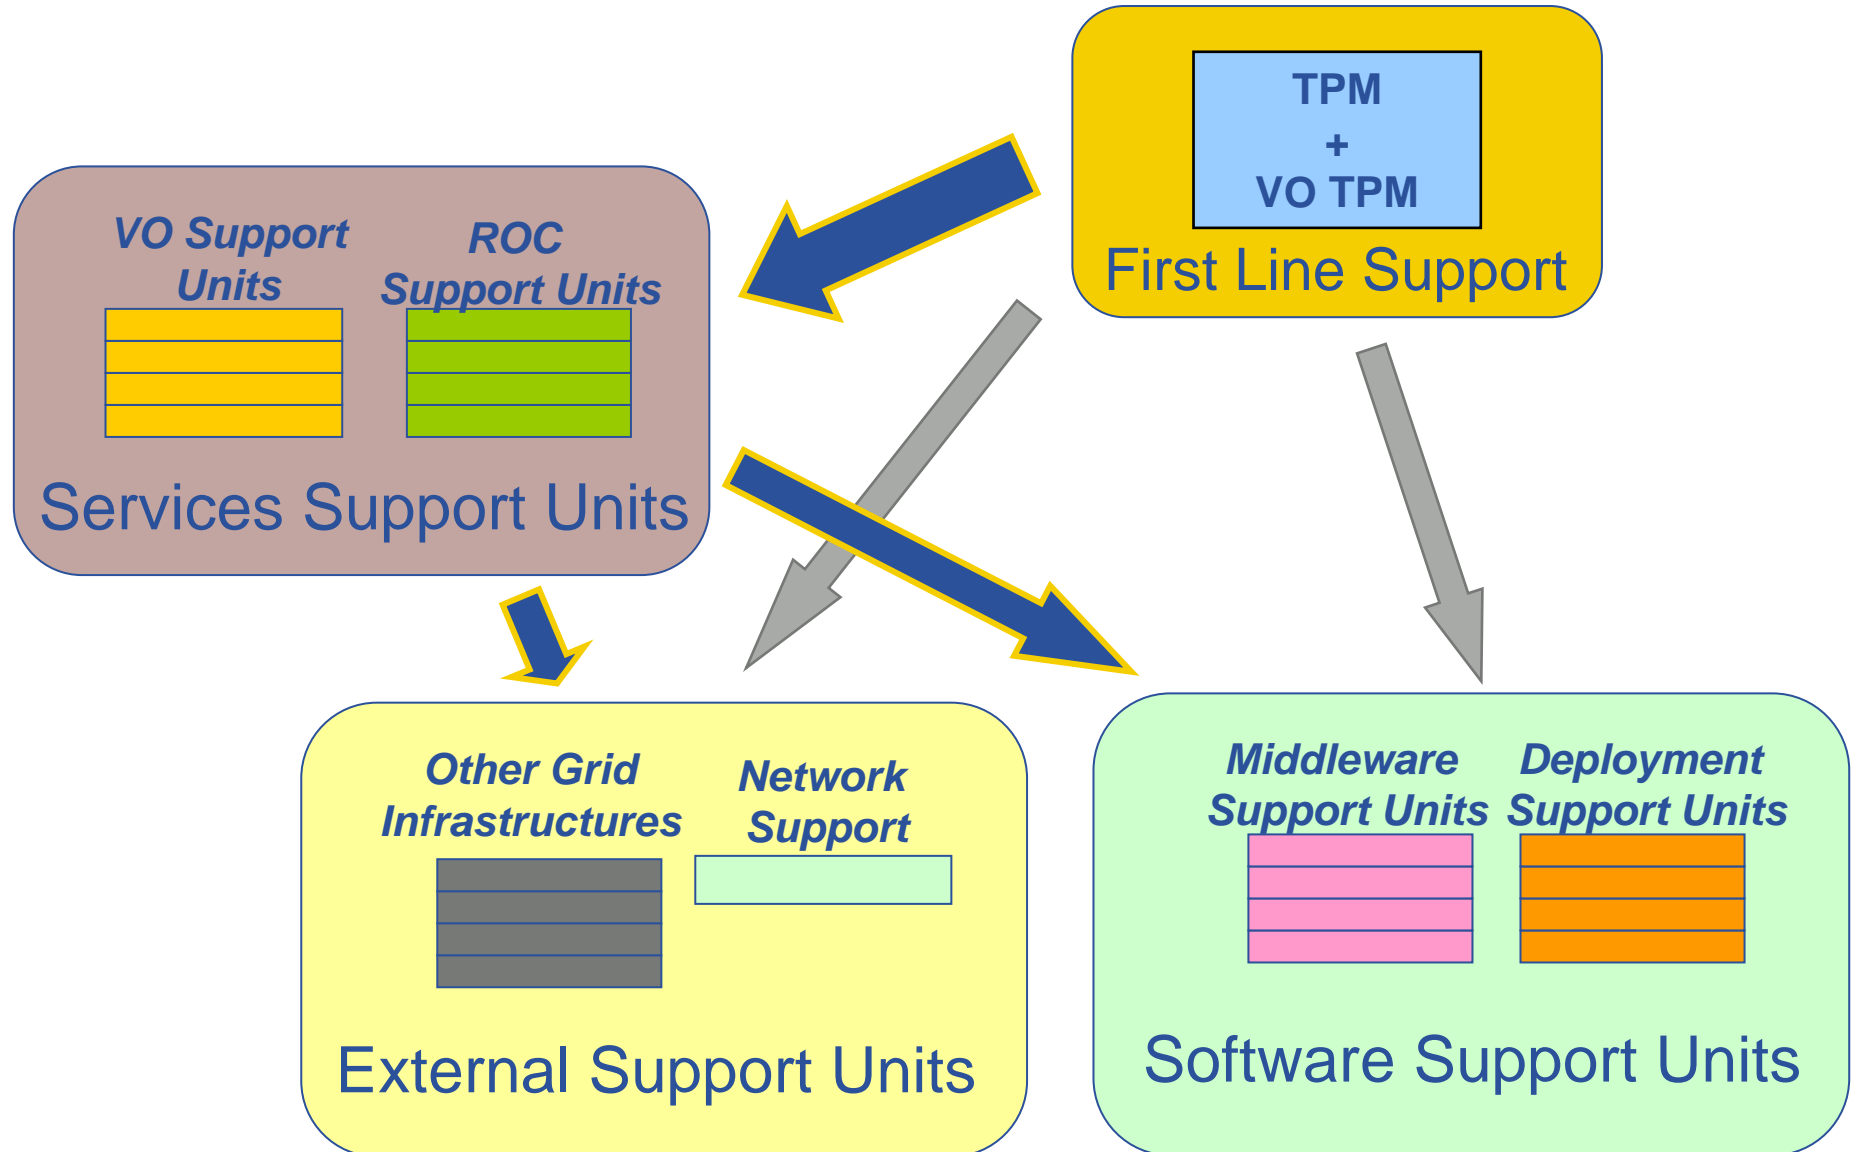 TPM
+
VO TPM
First Line Support
VO Support
Units
ROC
Support Units
Services Support Units
Other Grid
Infrastructures
Network
Support
External Support Units
Middleware
Support Units
Deployment
Support Units
Software Support Units